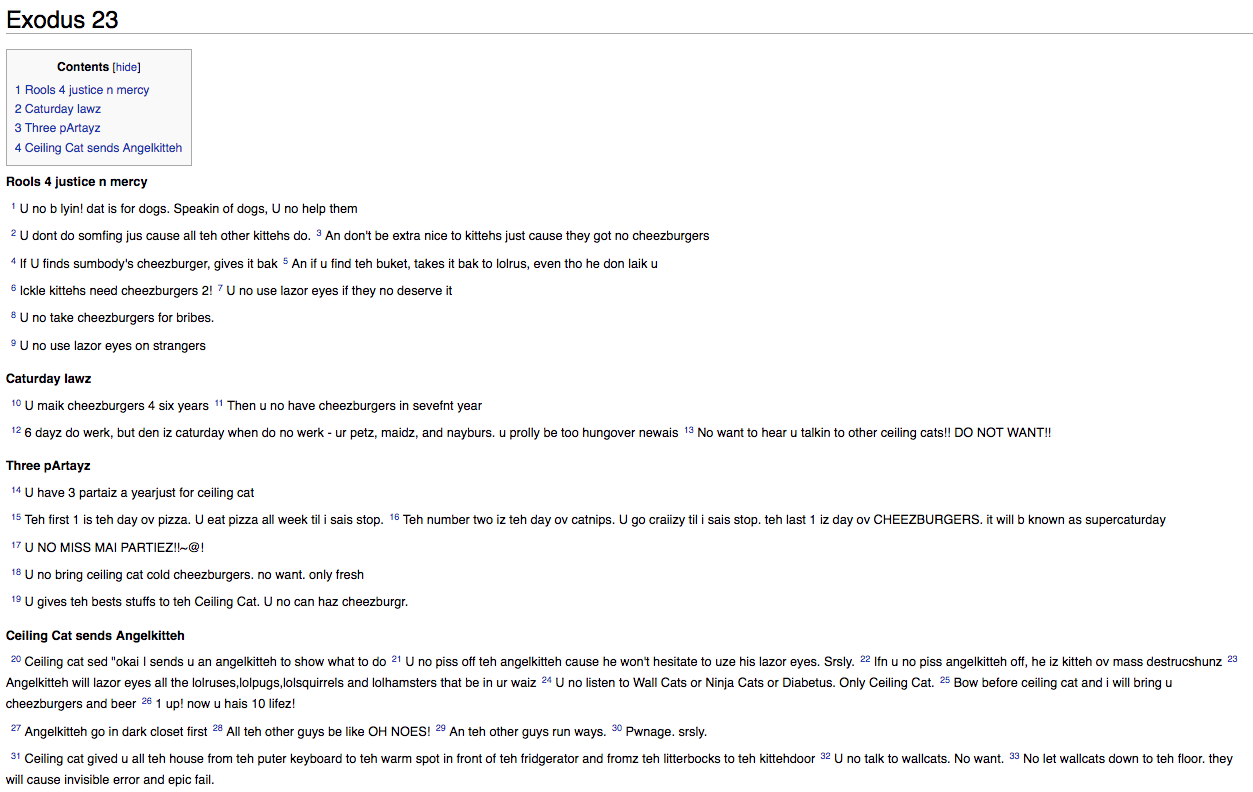 Exodus 23
Contents [hide]
1 Rools 4 justice n mercy
2 Caturday lawz
3 Three pArtayz
4 Ceiling Cat sends Angelkitteh
Rools 4 justice n mercy
1 U no b lyin! dat is for dogs. Speakin of dogs, U no help them
2 U dont do somfing jus cause all teh other kittehs do. 3 An don't be extra nice to kittehs just cause they got no cheezburgers
4 If U finds sumbody's cheezburger, gives it bak 5 An if u find teh buket, takes it bak to lolrus, even tho he don laik u
6 Ickle kittehs need cheezburgers 2! 7 U no use lazor eyes if they no deserve it
8 U no take cheezburgers for bribes.
9 U no use lazor eyes on strangers
Caturday lawz
10 U maik cheezburgers 4 six years 11 Then u no have cheezburgers in sevefnt year
12 6 dayz do werk, but den iz caturday when do no werk - ur petz, maidz, and nayburs. u prolly be too hungover newais 13 No want to hear u talkin to other ceiling cats!! DO NOT WANT!!
Three pArtayz
14 U have 3 partaiz a yearjust for ceiling cat
15 Teh first 1 is teh day ov pizza. U eat pizza all week til i sais stop. 16 Teh number two iz teh day ov catnips. U go craiizy til i sais stop. teh last 1 iz day ov CHEEZBURGERS. it will b known as supercaturday
17 U NO MISS MAI PARTIEZ!!~@!
18 U no bring ceiling cat cold cheezburgers. no want. only fresh
19 U gives teh bests stuffs to teh Ceiling Cat. U no can haz cheezburgr.
Ceiling Cat sends Angelkitteh
20 Ceiling cat sed "okai I sends u an angelkitteh to show what to do 21 U no piss off teh angelkitteh cause he won't hesitate to uze his lazor eyes. Srsly. 22 Ifn u no piss angelkitteh off, he iz kitteh ov mass destrucshunz 23
Angelkitteh will lazor eyes all the lolruses,lolpugs,lolsquirrels and lolhamsters that be in ur waiz 24 U no listen to Wall Cats or Ninja Cats or Diabetus. Only Ceiling Cat. 25 Bow before ceiling cat and i will bring u
cheezburgers and beer 26 1 up! now u hais 10 lifez!
27 Angelkitteh go in dark closet first 28 All teh other guys be like OH NOES! 29 An teh other guys run ways. 30 Pwnage. srsly.
31 Ceiling cat gived u all teh house from teh puter keyboard to teh warm spot in front of teh fridgerator and fromz teh litterbocks to teh kittehdoor 32 U no talk to wallcats. No want. 33 No let wallcats down to teh floor. they
will cause invisible error and epic fail.